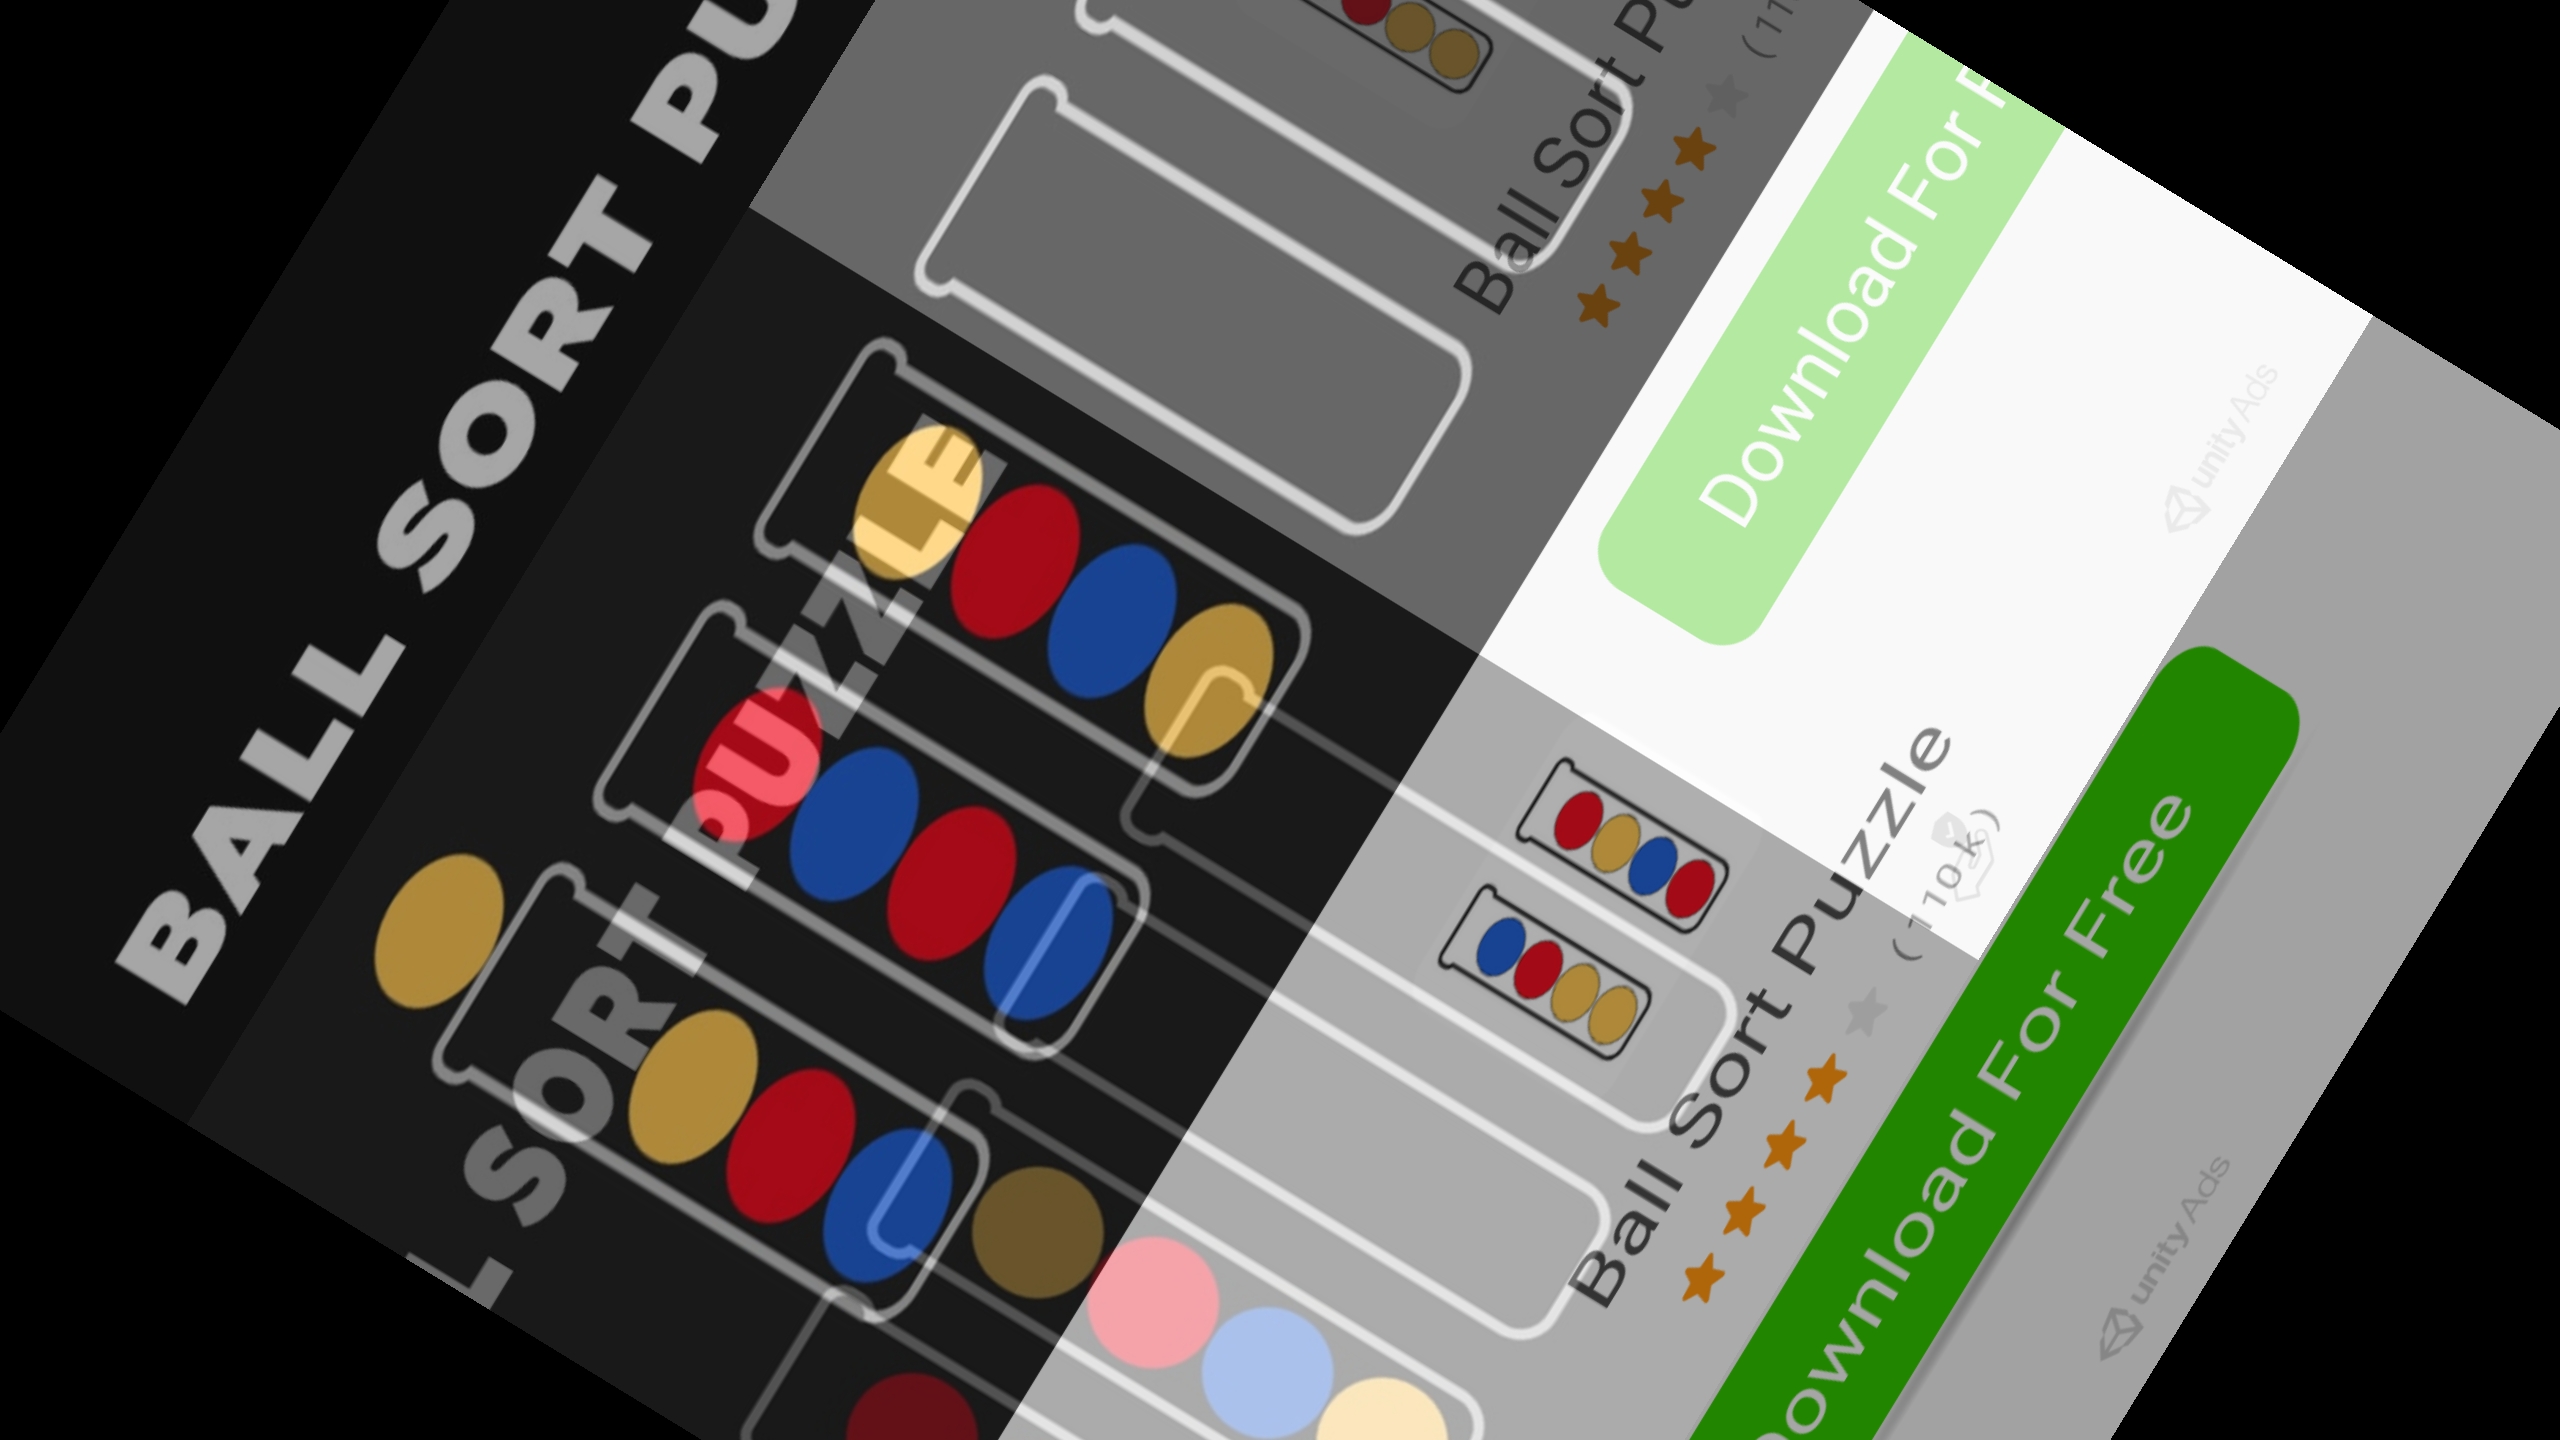 BALL SORT PU
L SORT PUZZLE
Ball Sort Pu
(11
Download For F
unity Ads
Ball Sort Puzzle
(110 K)
Download For Free
unity Ads